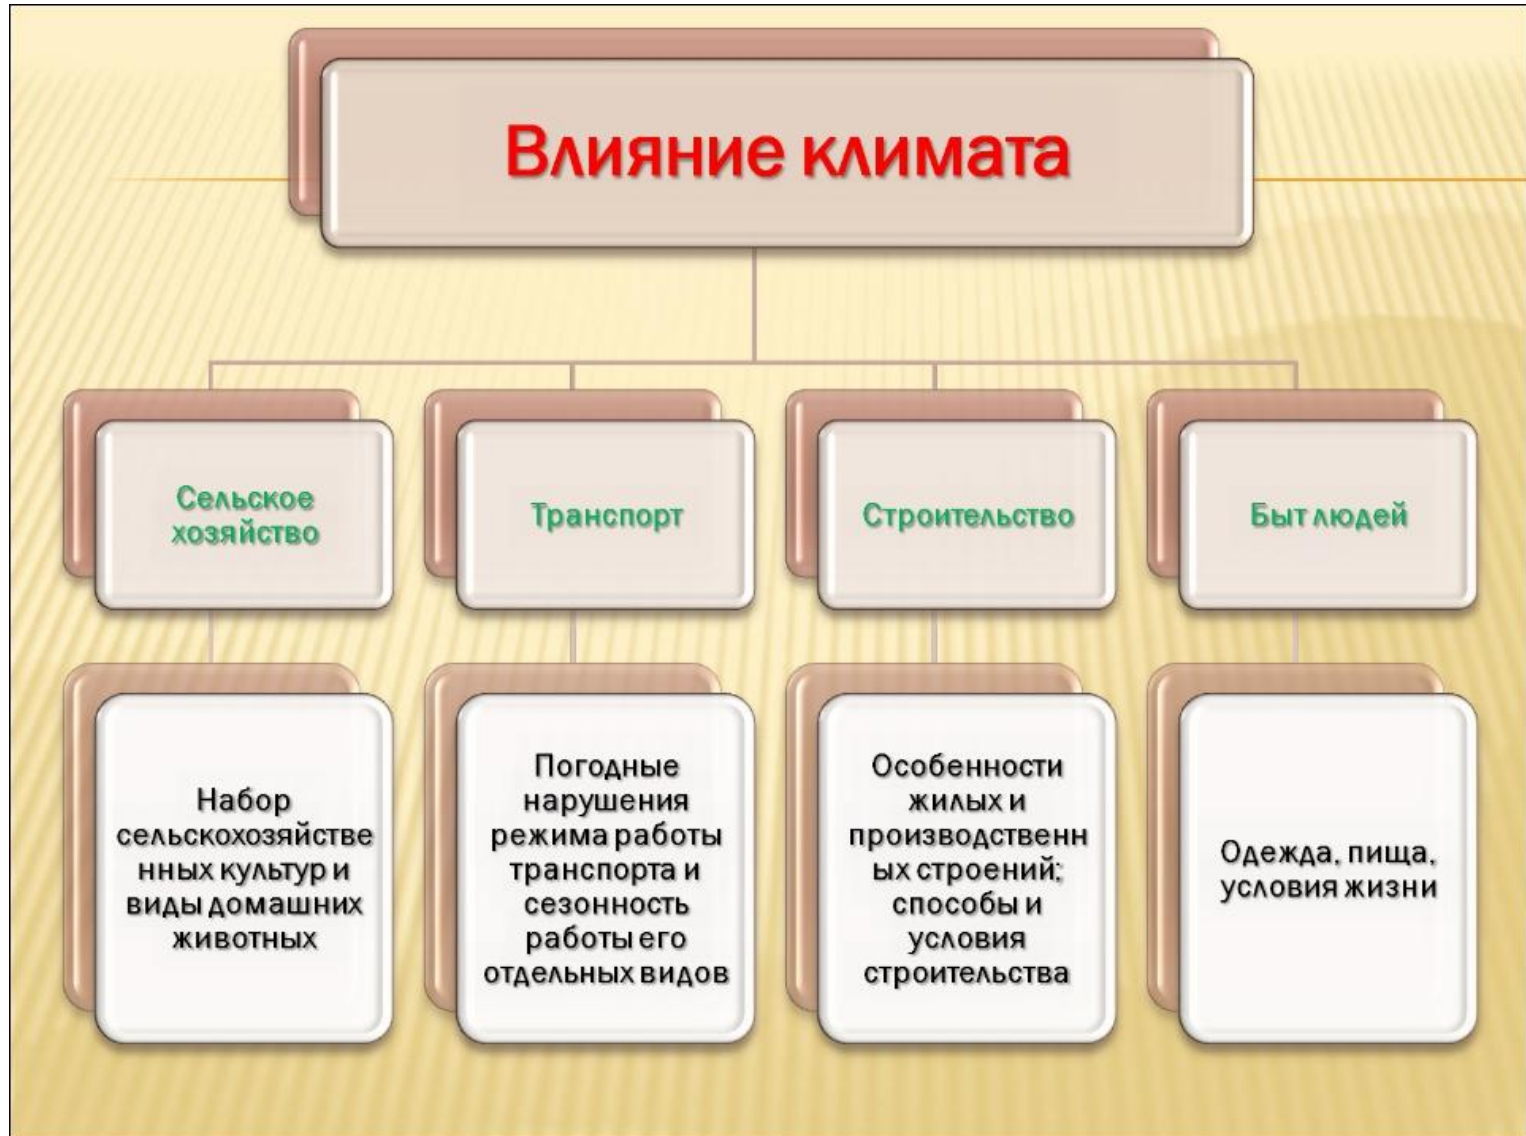 Влияние климата
Сельское
хозяйство
Транспорт
Строительство
Быт людей
Набор
сельскохозяйстве
нных культур и
виды домашних
животных
Погодные
нарушения
режима работы
транспорта и
сезонность
работы его
отдельных видов
Особенности
жилых и
производственн
ых строений;
способы и
условия
строительства
Одежда, пища,
условия жизни